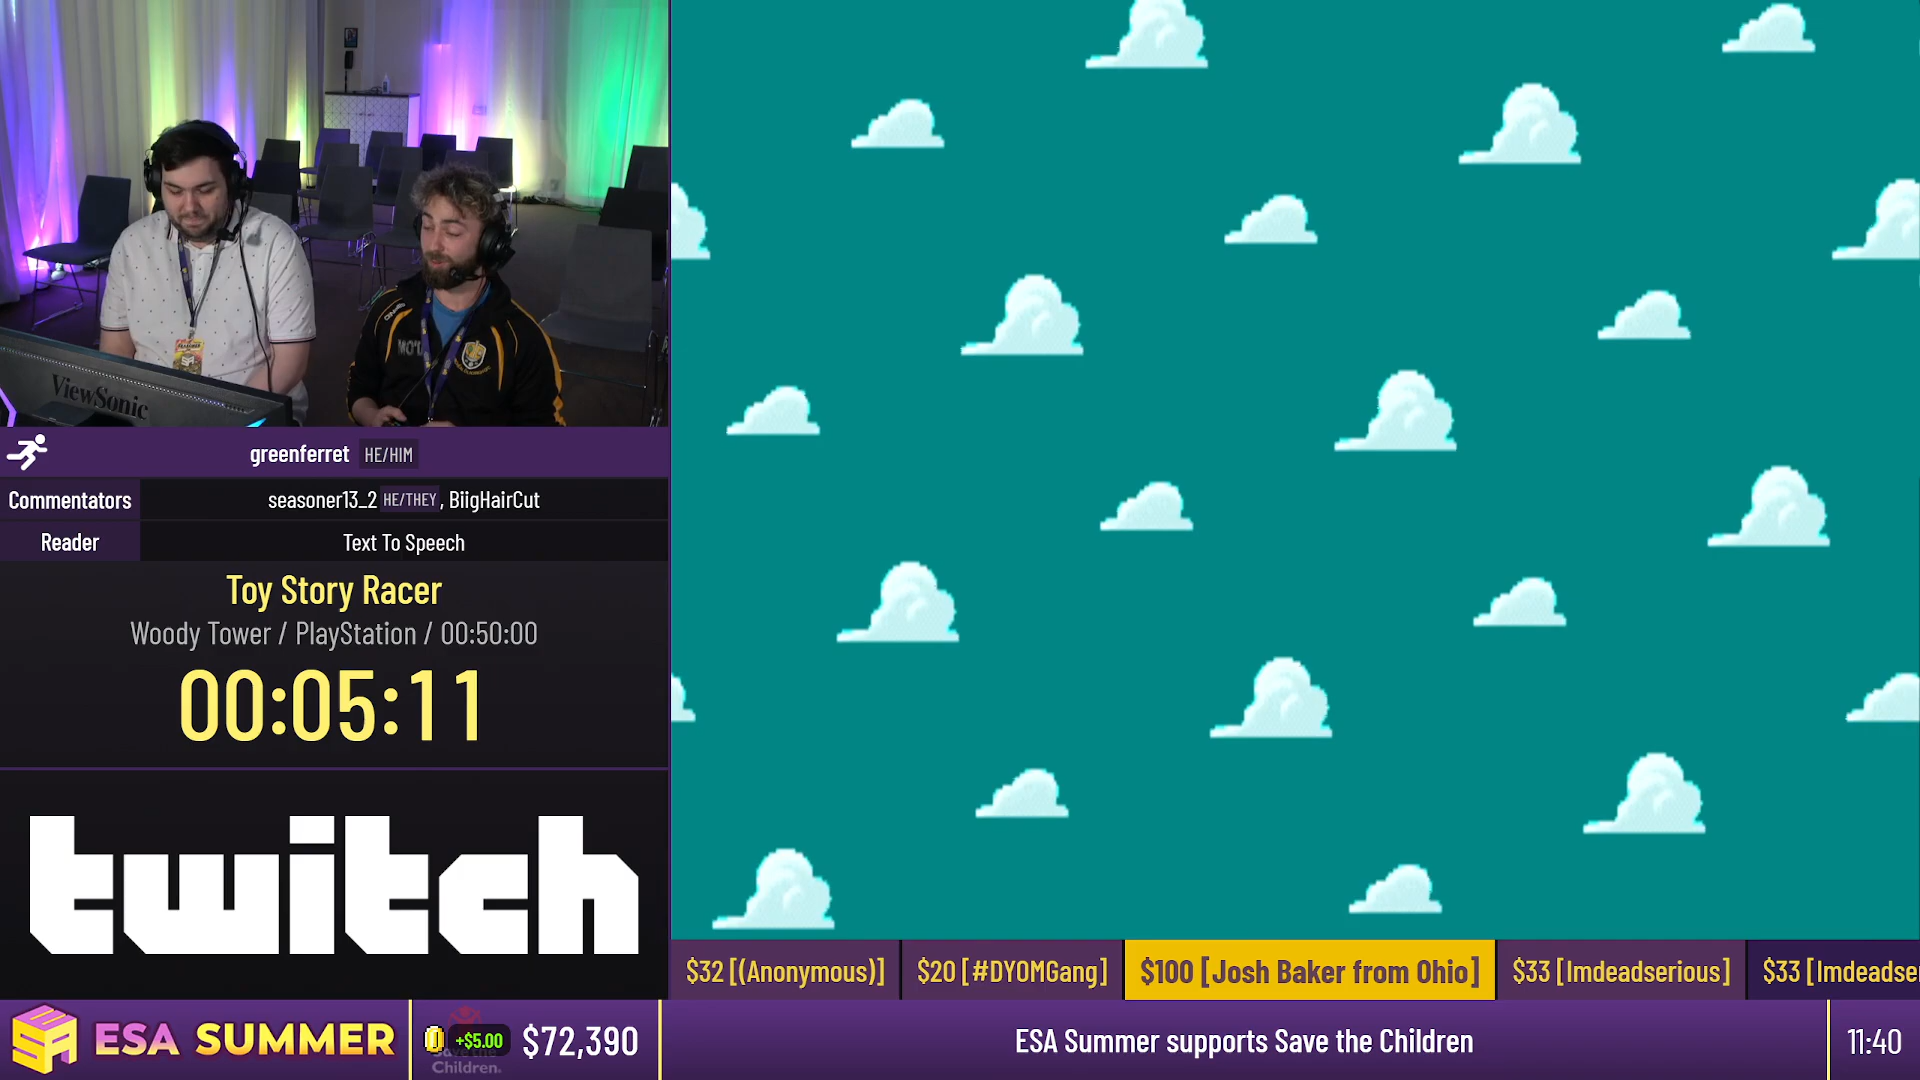 ViewSonic
greenferret HE/HIM
Commentators seasoner13_2 HE/THEY, BiigHairCut
Reader Text To Speech
Toy Story Racer
Woody Tower / PlayStation / 00:50:00
00:05:11
twitch
$32 [(Anonymous)] $20 [#DYOMGang] $100 [Josh Baker from Ohio] $33 [Imdeadserious] $33 [Imdeadse
ESA SUMMER +$5.00 $72,390 ESA Summer supports Save the Children 11:40
Children.